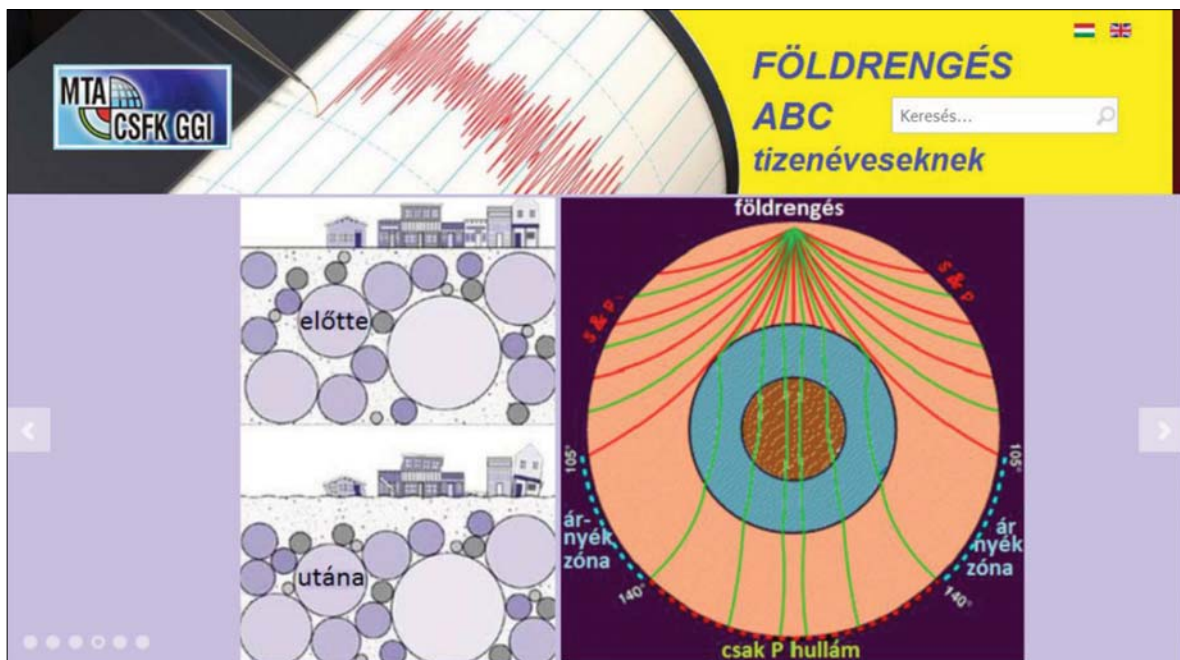 MTA
CSFK GGI
FÖLDRENGÉS
ABC
tizenéveseknek
Keresés...
előtte
utána
földrengés
S & P.
S & P
105°
105°
ár-
nyék
zóna
ár
nyék
zóna
140°
140°
csak P hullám